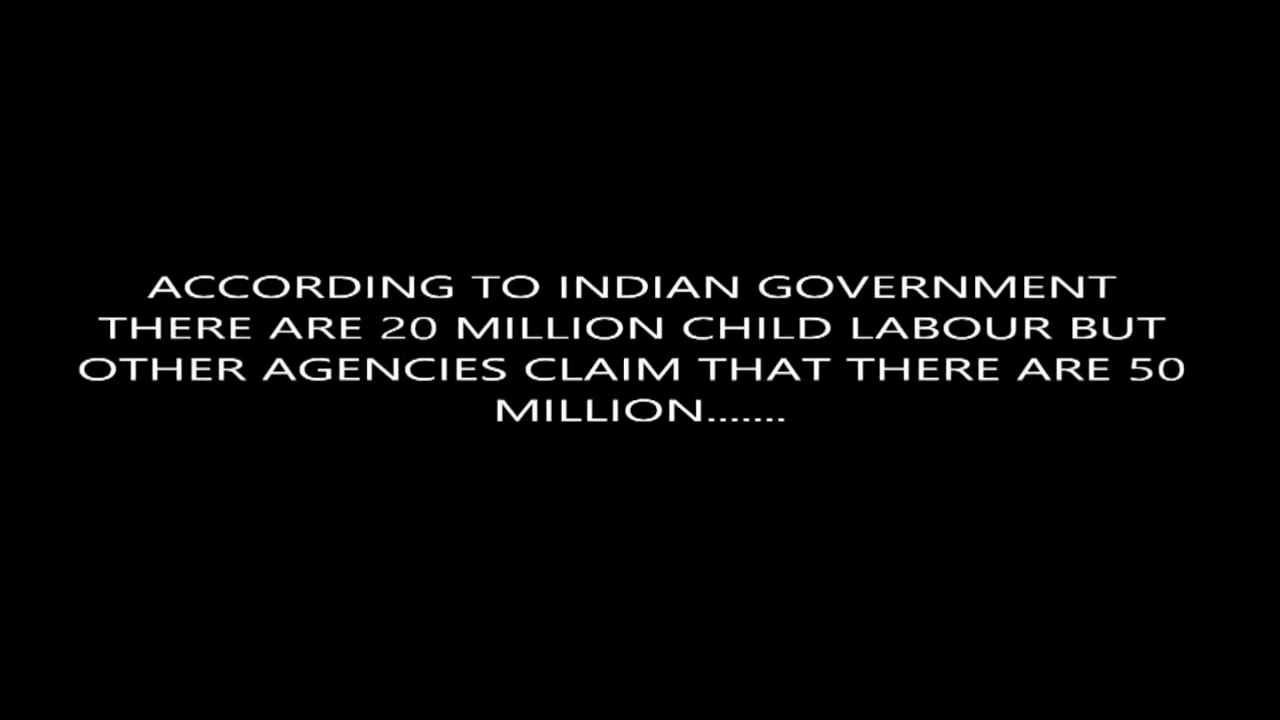 ACCORDING TO INDIAN GOVERNMENT
THERE ARE 20 MILLION CHILD LABOUR BUT
OTHER AGENCIES CLAIM THAT THERE ARE 50
MILLION.......